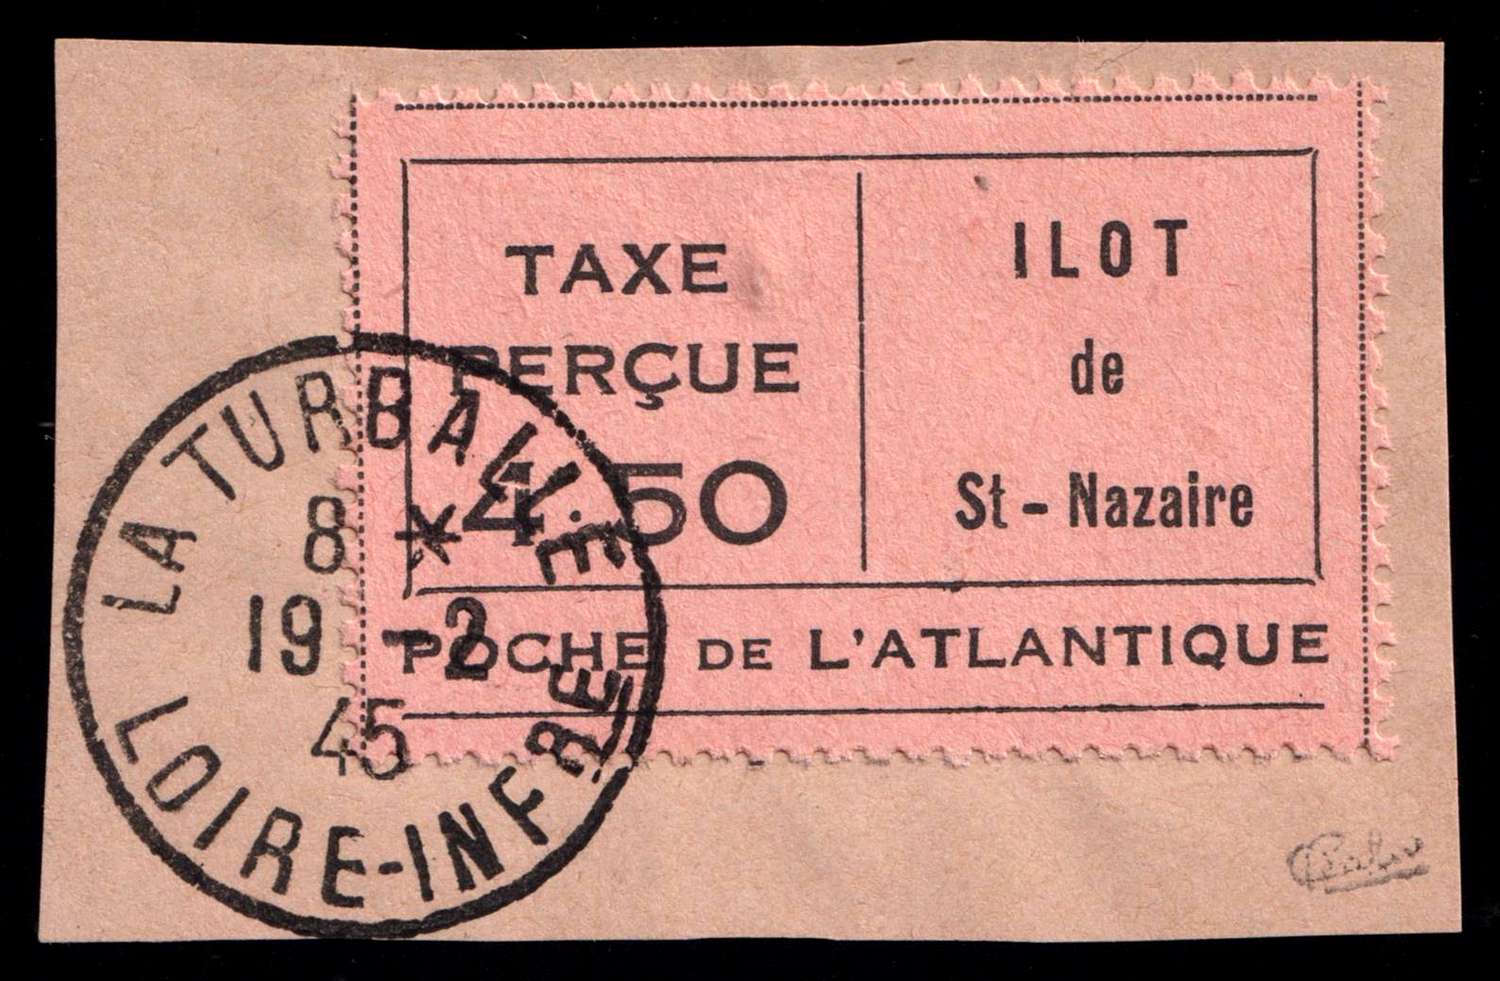 TAXE
PERÇUE
4.50
ILOT
de
St - Nazaire
POCHE DE L'ATLANTIQUE
LA TURBALLE
8 *
19 -2
45
LOIRE-INFRE